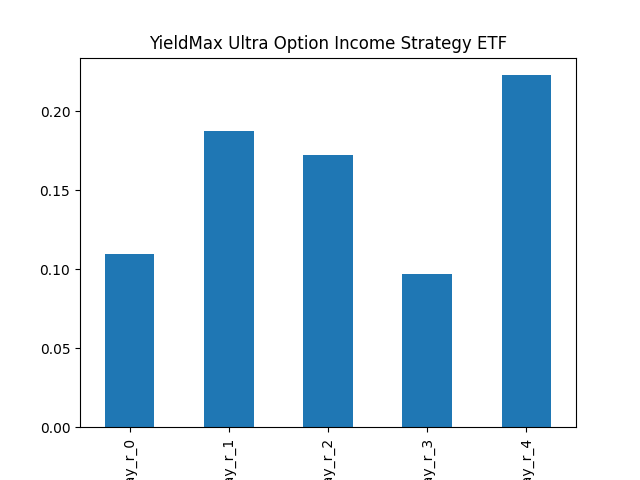 YieldMax Ultra Option Income Strategy ETF
0.20
0.15
0.10
0.05
0.00
ay_r_0
ay_r_1
ay_r_2
ay_r_3
ay_r_4